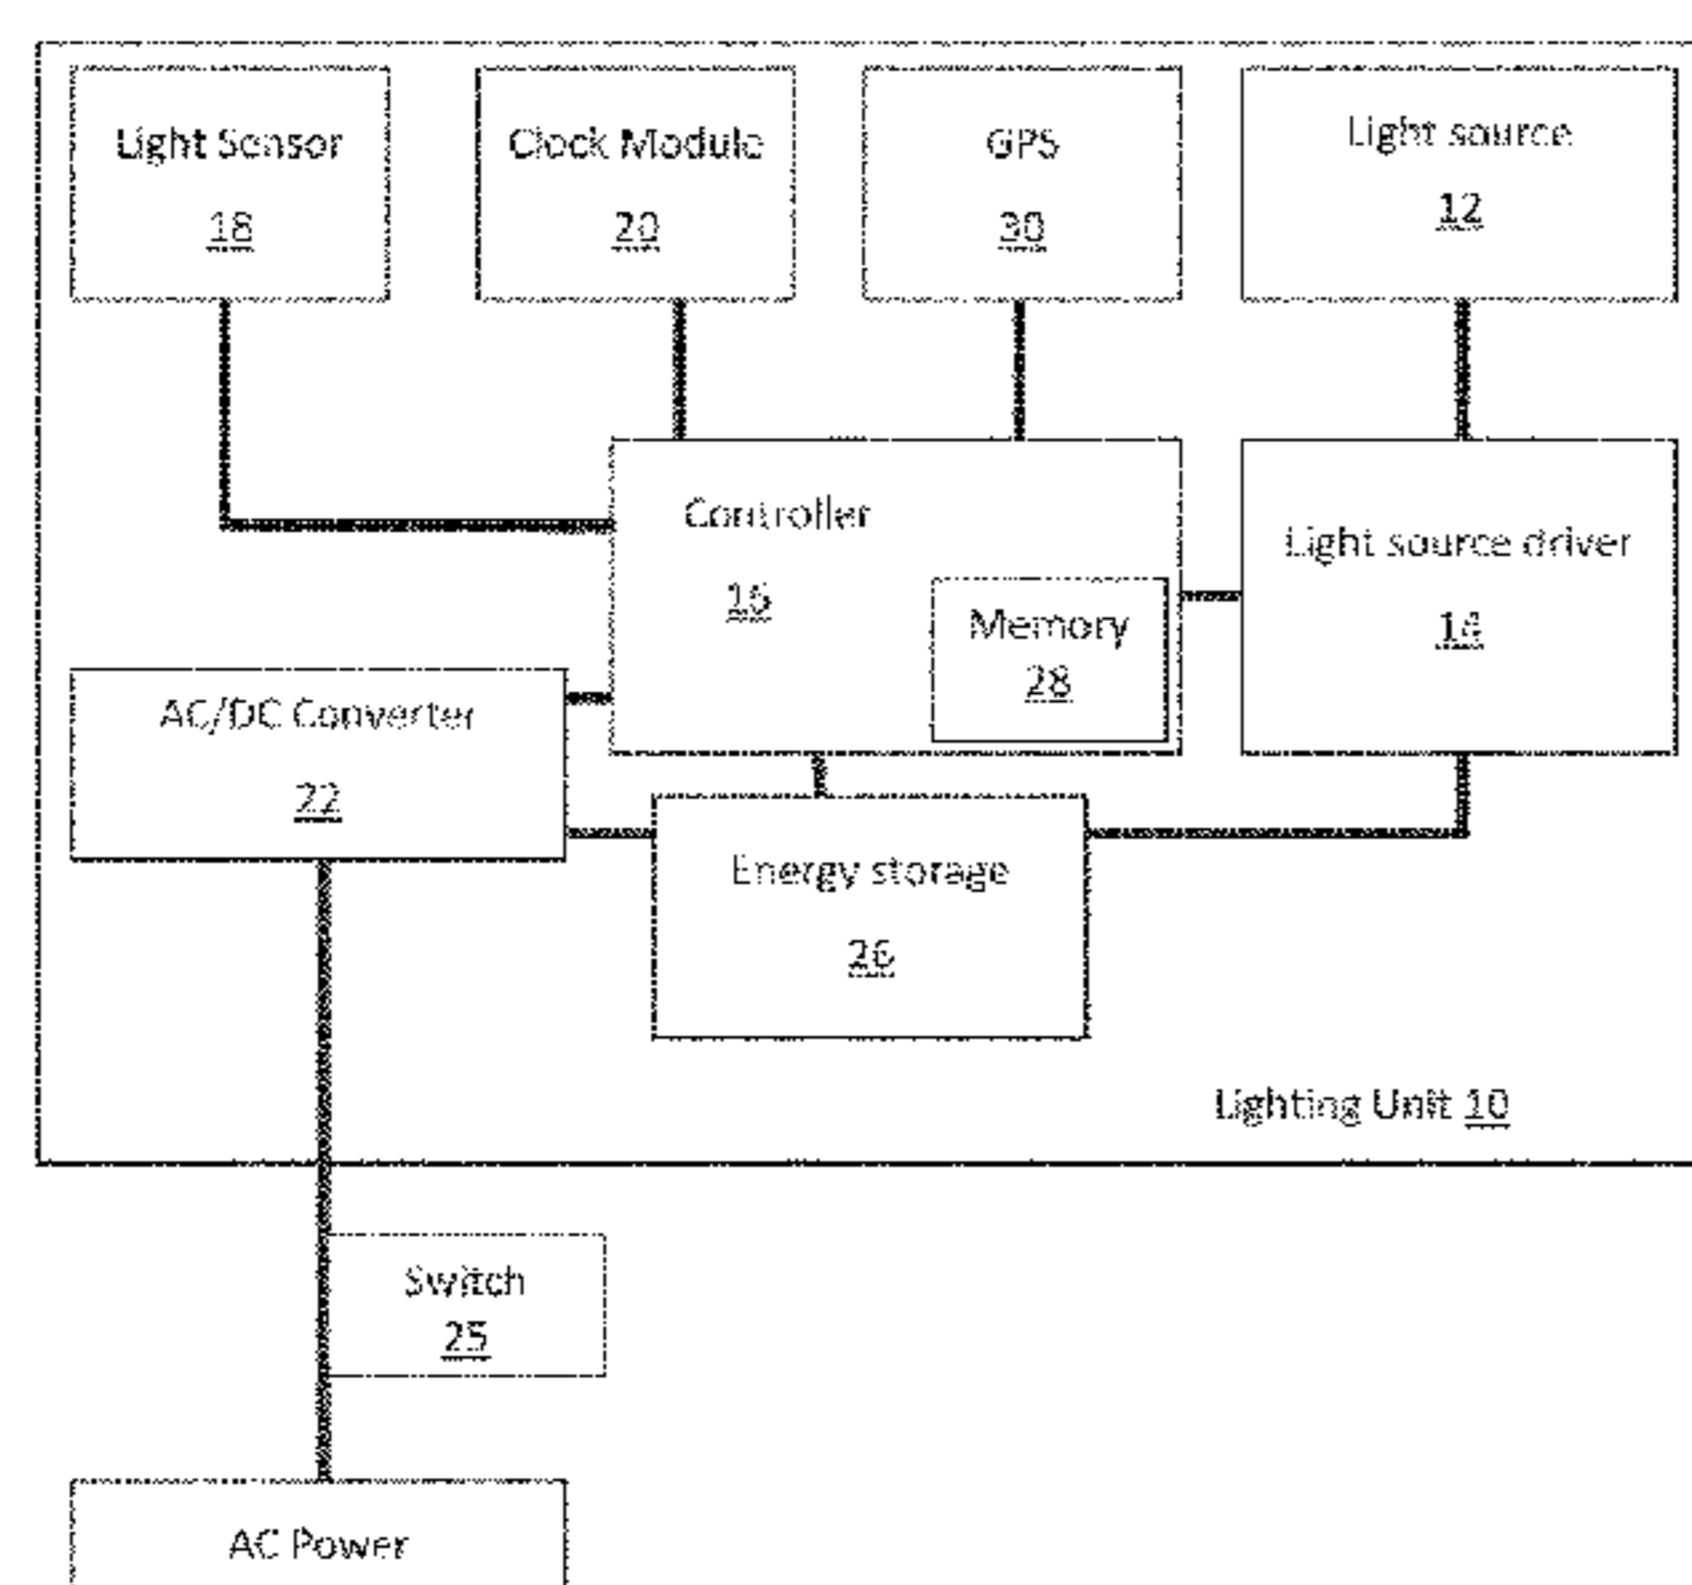 Light Sensor
18
Clock Module
20
GPS
30
Light source
12
Controller
16
Memory
28
Light source driver
14
AC/DC Converter
22
Energy storage
26
Lighting Unit 10
Switch
25
AC Power